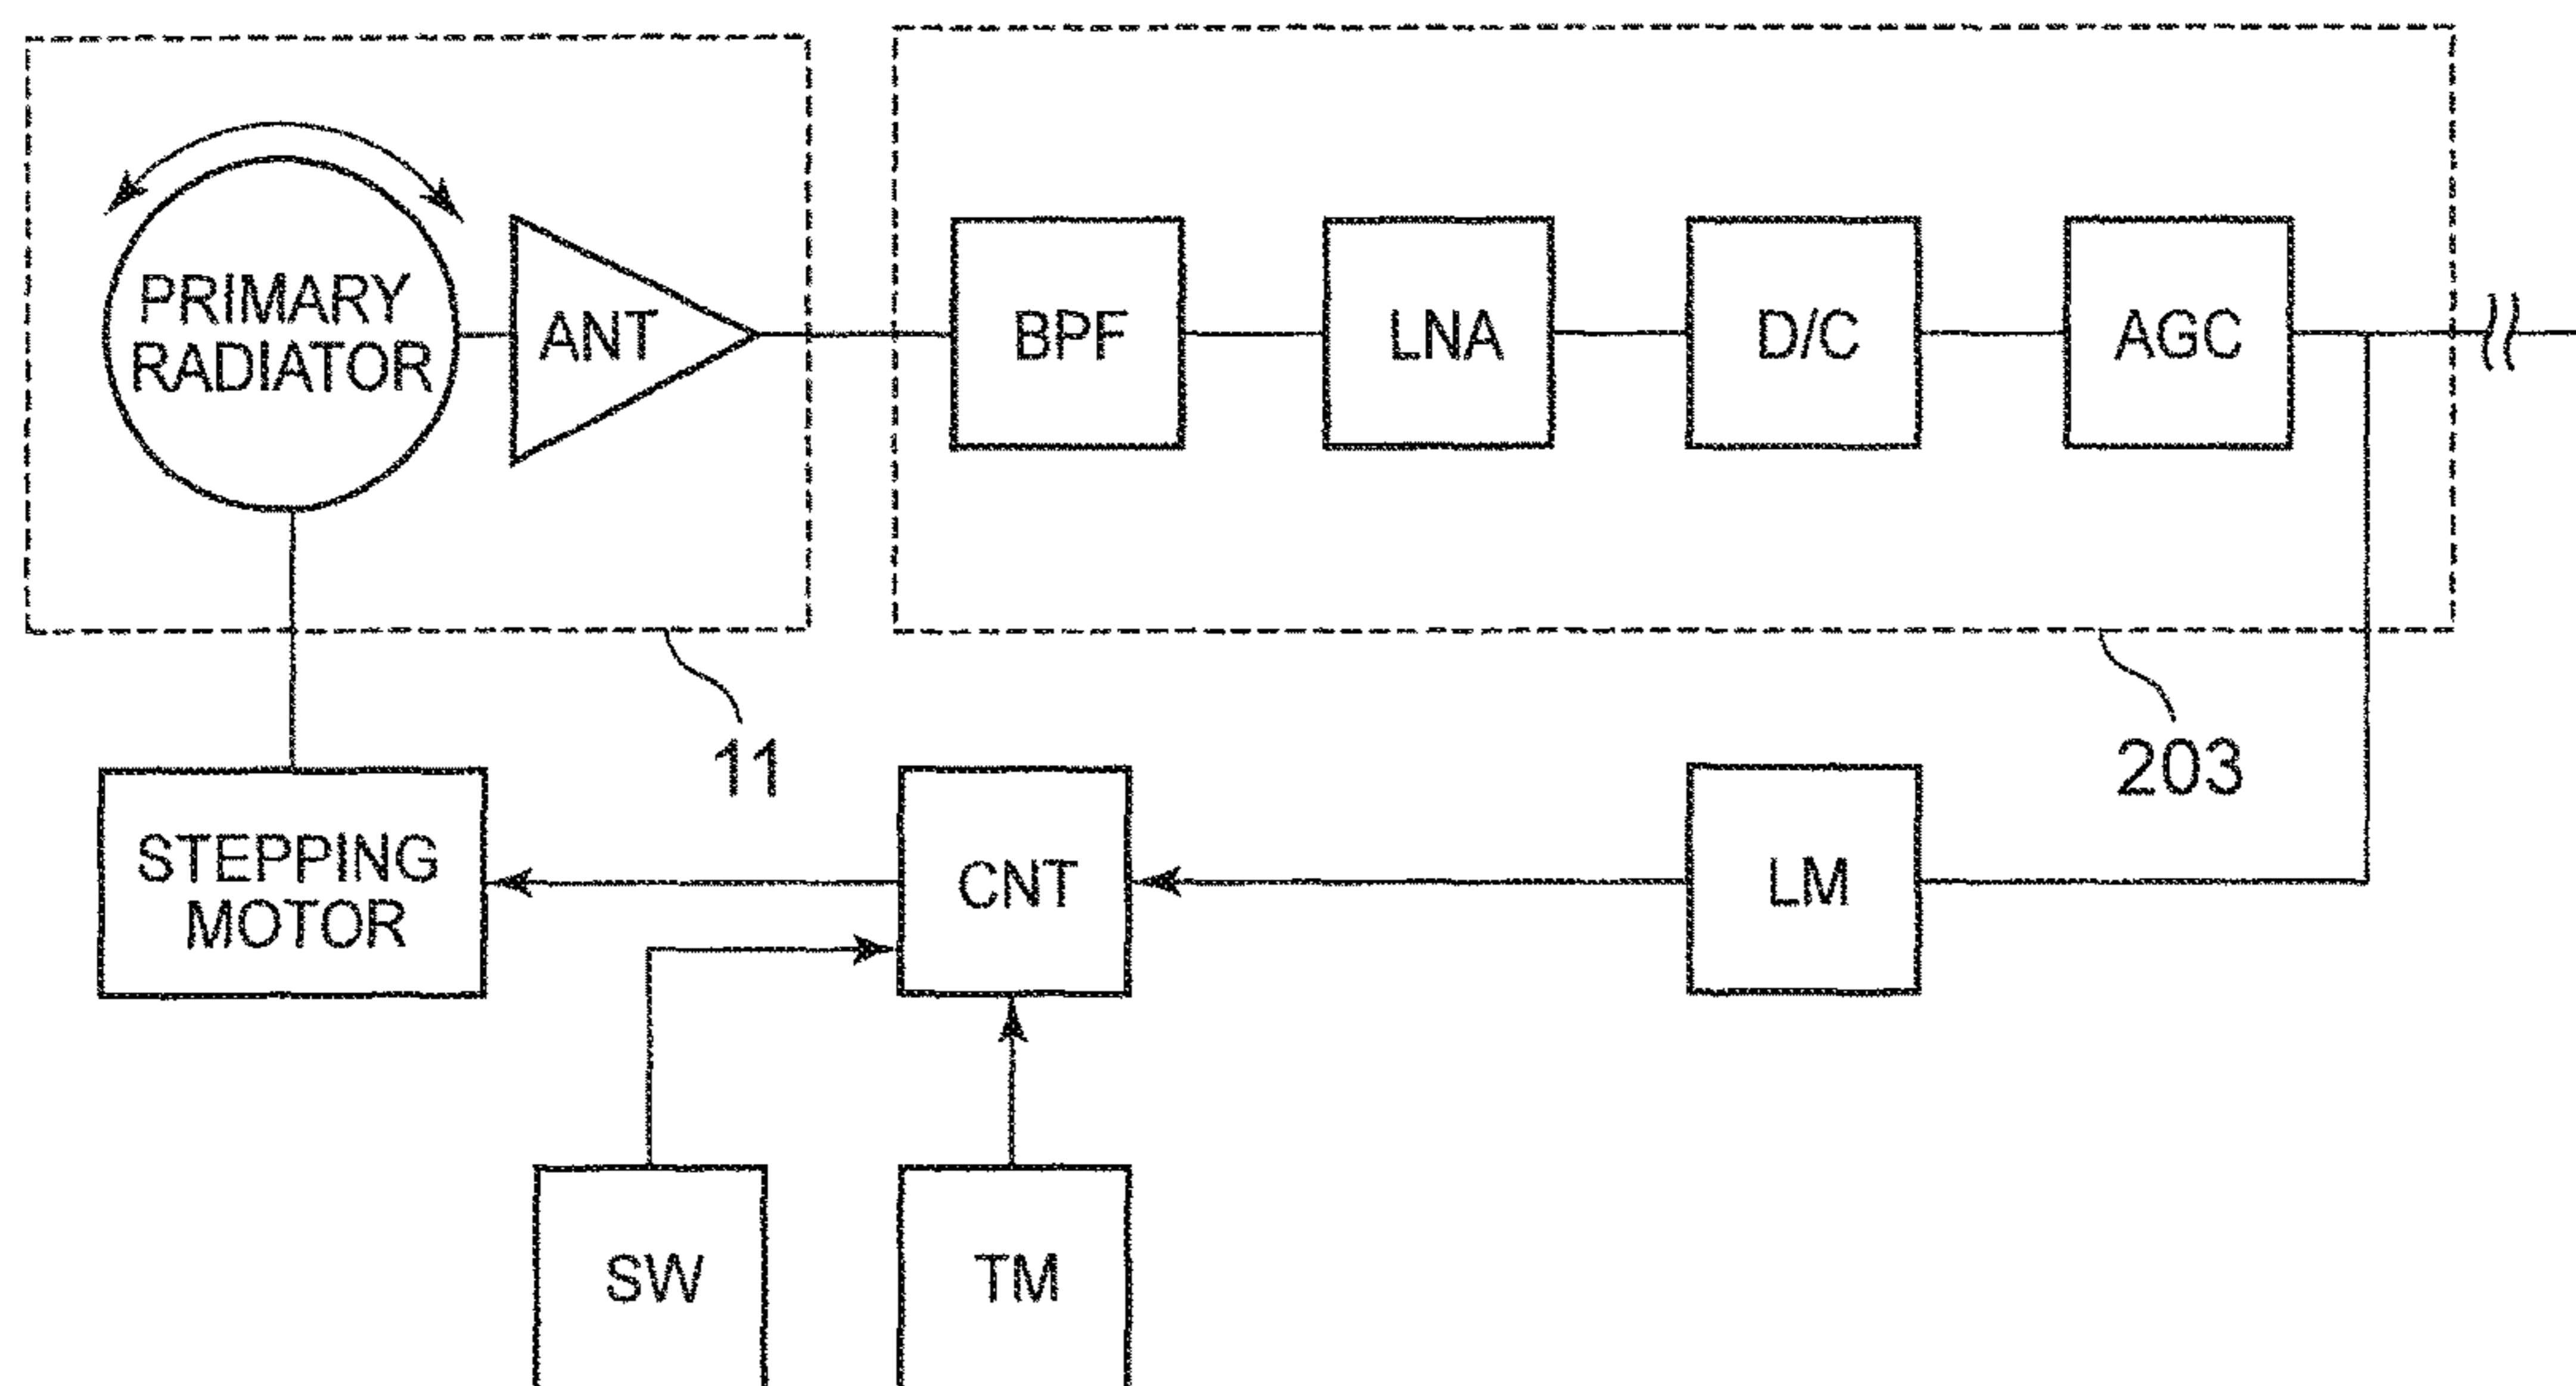 PRIMARY
RADIATOR
ANT
BPF
LNA
D/C
AGC
11
203
STEPPING
MOTOR
CNT
LM
SW
TM